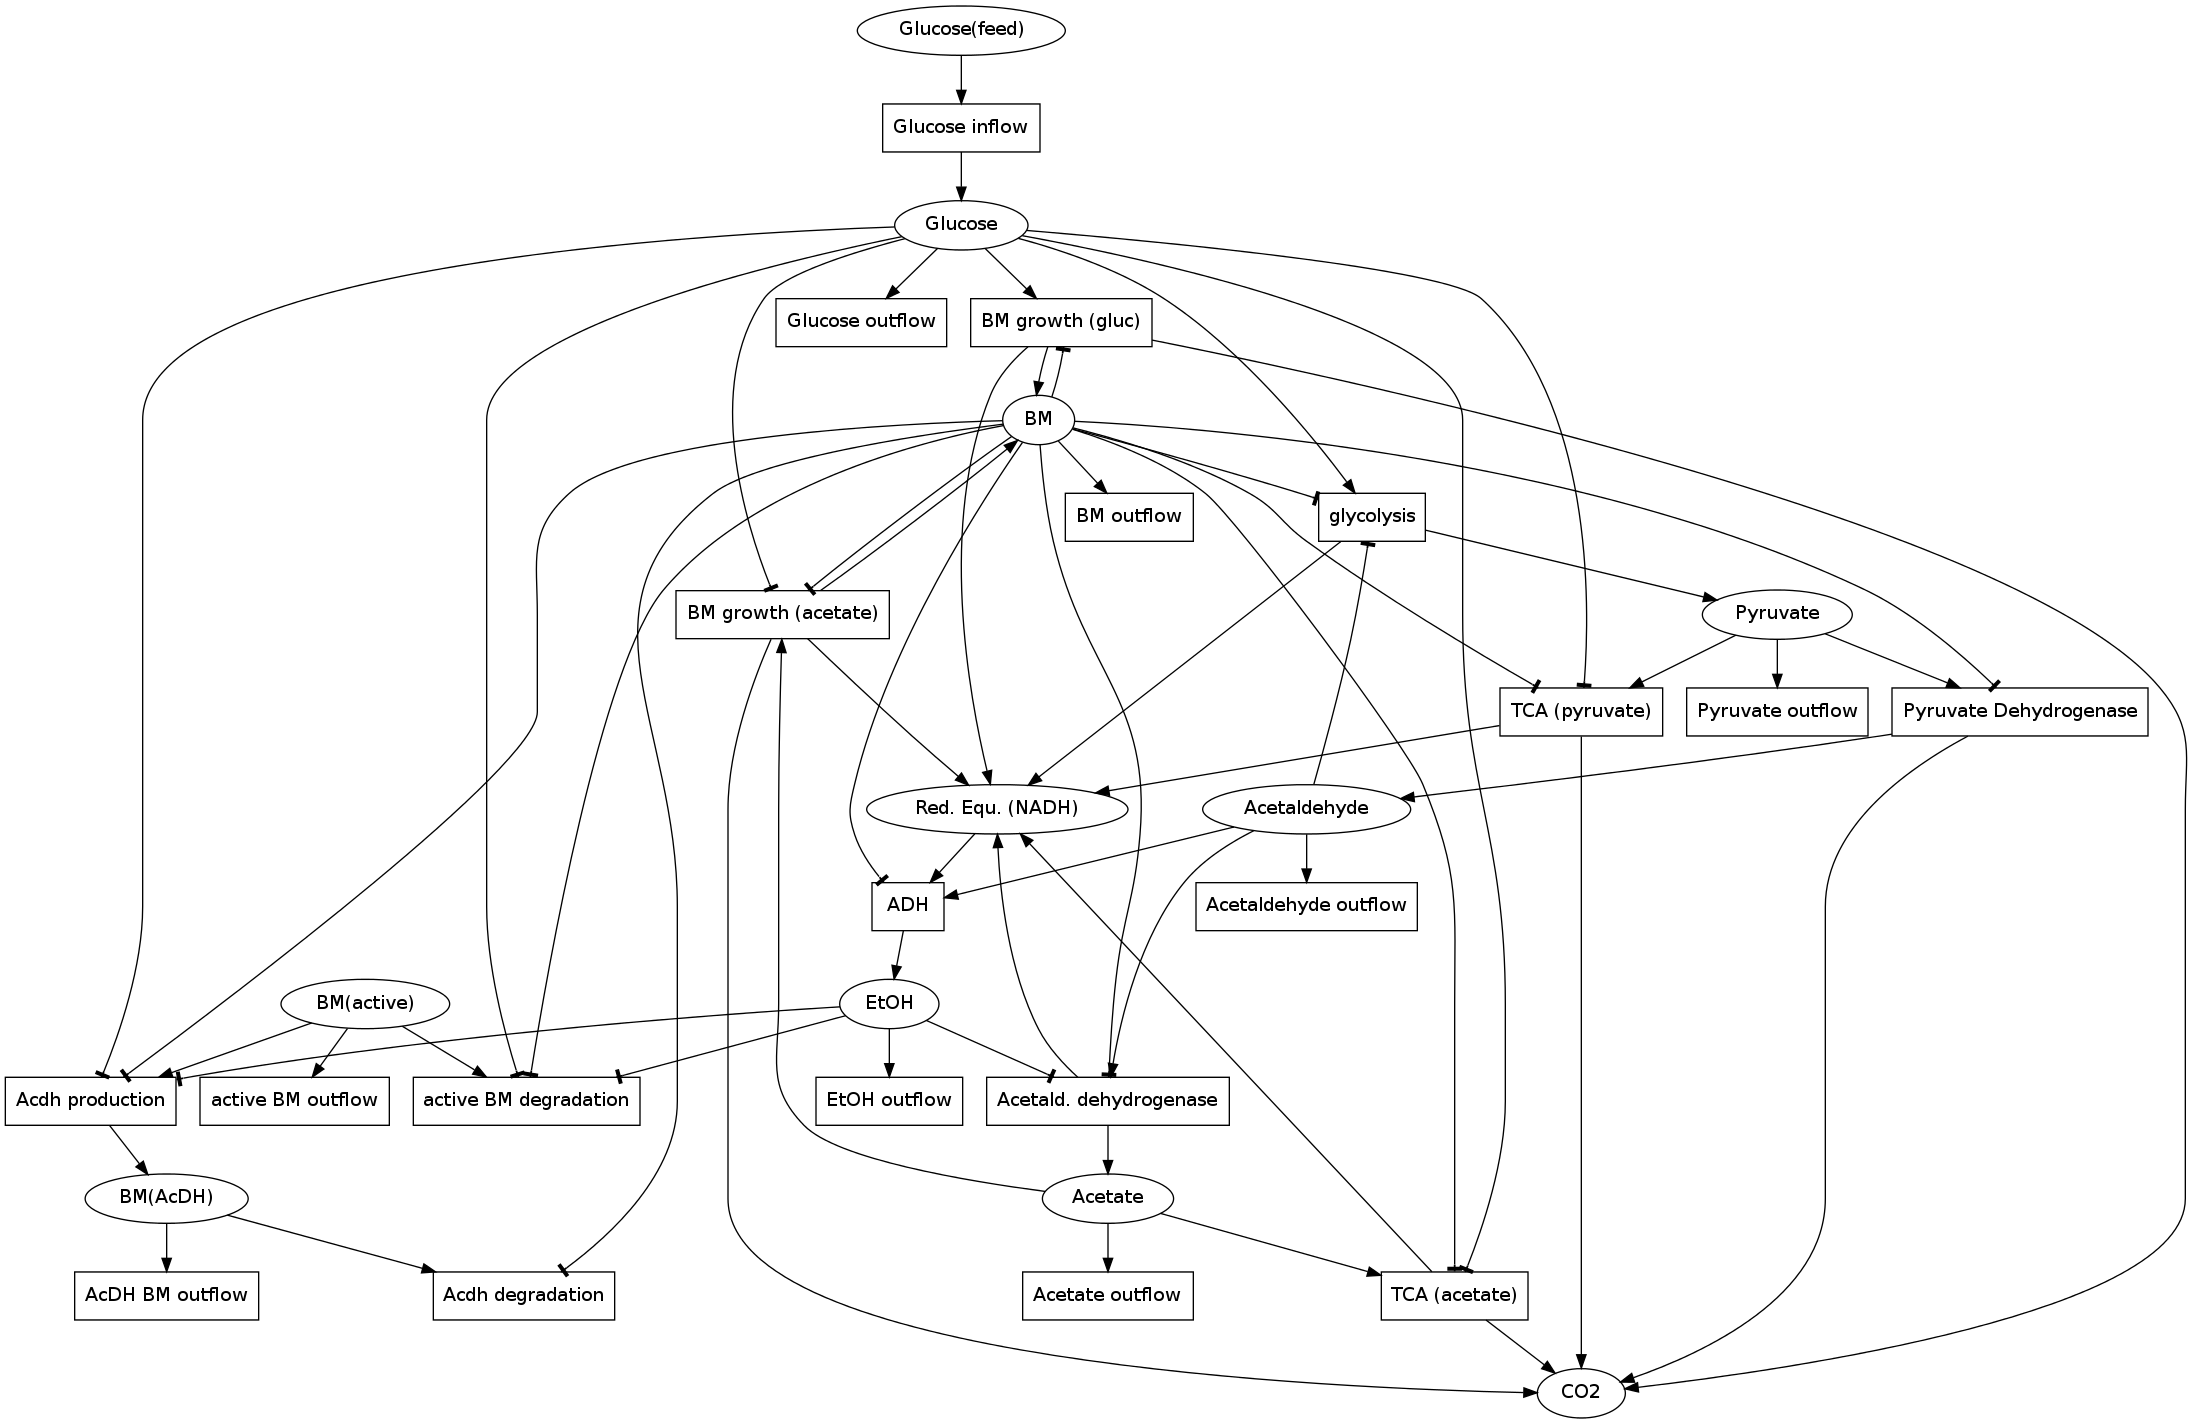 Glucose(feed)
Glucose inflow
Glucose
Glucose outflow
BM growth (gluc)
BM
BM outflow
glycolysis
BM growth (acetate)
Pyruvate
TCA (pyruvate)
Pyruvate outflow
Pyruvate Dehydrogenase
Red. Equ. (NADH)
Acetaldehyde
ADH
Acetaldehyde outflow
BM(active)
EtOH
Acdh production
active BM outflow
active BM degradation
EtOH outflow
Acetald. dehydrogenase
BM(AcDH)
Acetate
AcDH BM outflow
Acdh degradation
Acetate outflow
TCA (acetate)
CO2